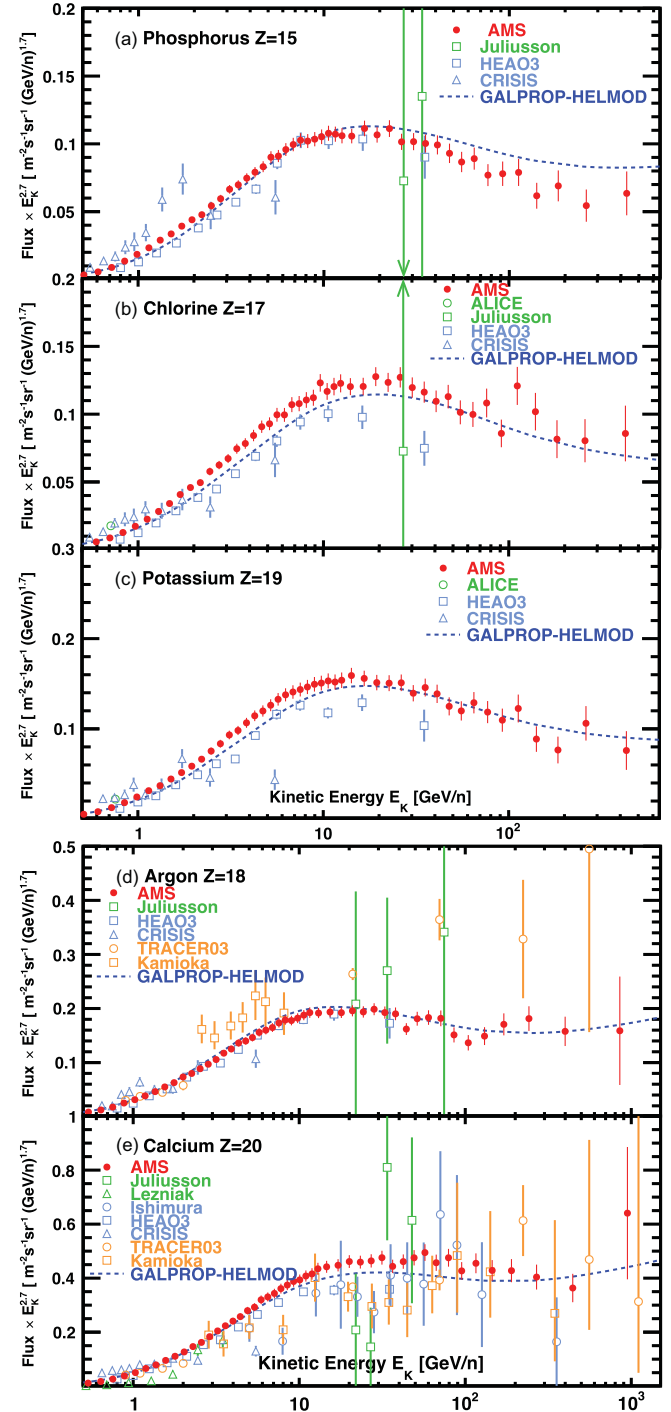 0.2
(a) Phosphorus Z=15
AMS
Juliusson
HEAO3
CRISIS
GALPROP-HELMOD
0.15
0.1
0.05
Flux × E_K^2.7 [ m^-2s^-1sr^-1 (GeV/n)^1.7]
0.2
(b) Chlorine Z=17
AMS
ALICE
Juliusson
HEAO3
CRISIS
GALPROP-HELMOD
0.15
0.1
0.05
Flux × E_K^2.7 [ m^-2s^-1sr^-1 (GeV/n)^1.7]
0.3
(c) Potassium Z=19
AMS
ALICE
HEAO3
CRISIS
GALPROP-HELMOD
0.2
0.1
Flux × E_K^2.7 [ m^-2s^-1sr^-1 (GeV/n)^1.7]
Kinetic Energy E_K [GeV/n]
1 10 10^2
0.5
(d) Argon Z=18
AMS
Juliusson
HEAO3
CRISIS
TRACER03
Kamioka
GALPROP-HELMOD
0.4
0.3
0.2
0.1
Flux × E_K^2.7 [ m^-2s^-1sr^-1 (GeV/n)^1.7]
1
(e) Calcium Z=20
AMS
Juliusson
Lezniak
Ishimura
HEAO3
CRISIS
TRACER03
Kamioka
GALPROP-HELMOD
0.8
0.6
0.4
0.2
Flux × E_K^2.7 [ m^-2s^-1sr^-1 (GeV/n)^1.7]
Kinetic Energy E_K [GeV/n]
1 10 10^2 10^3